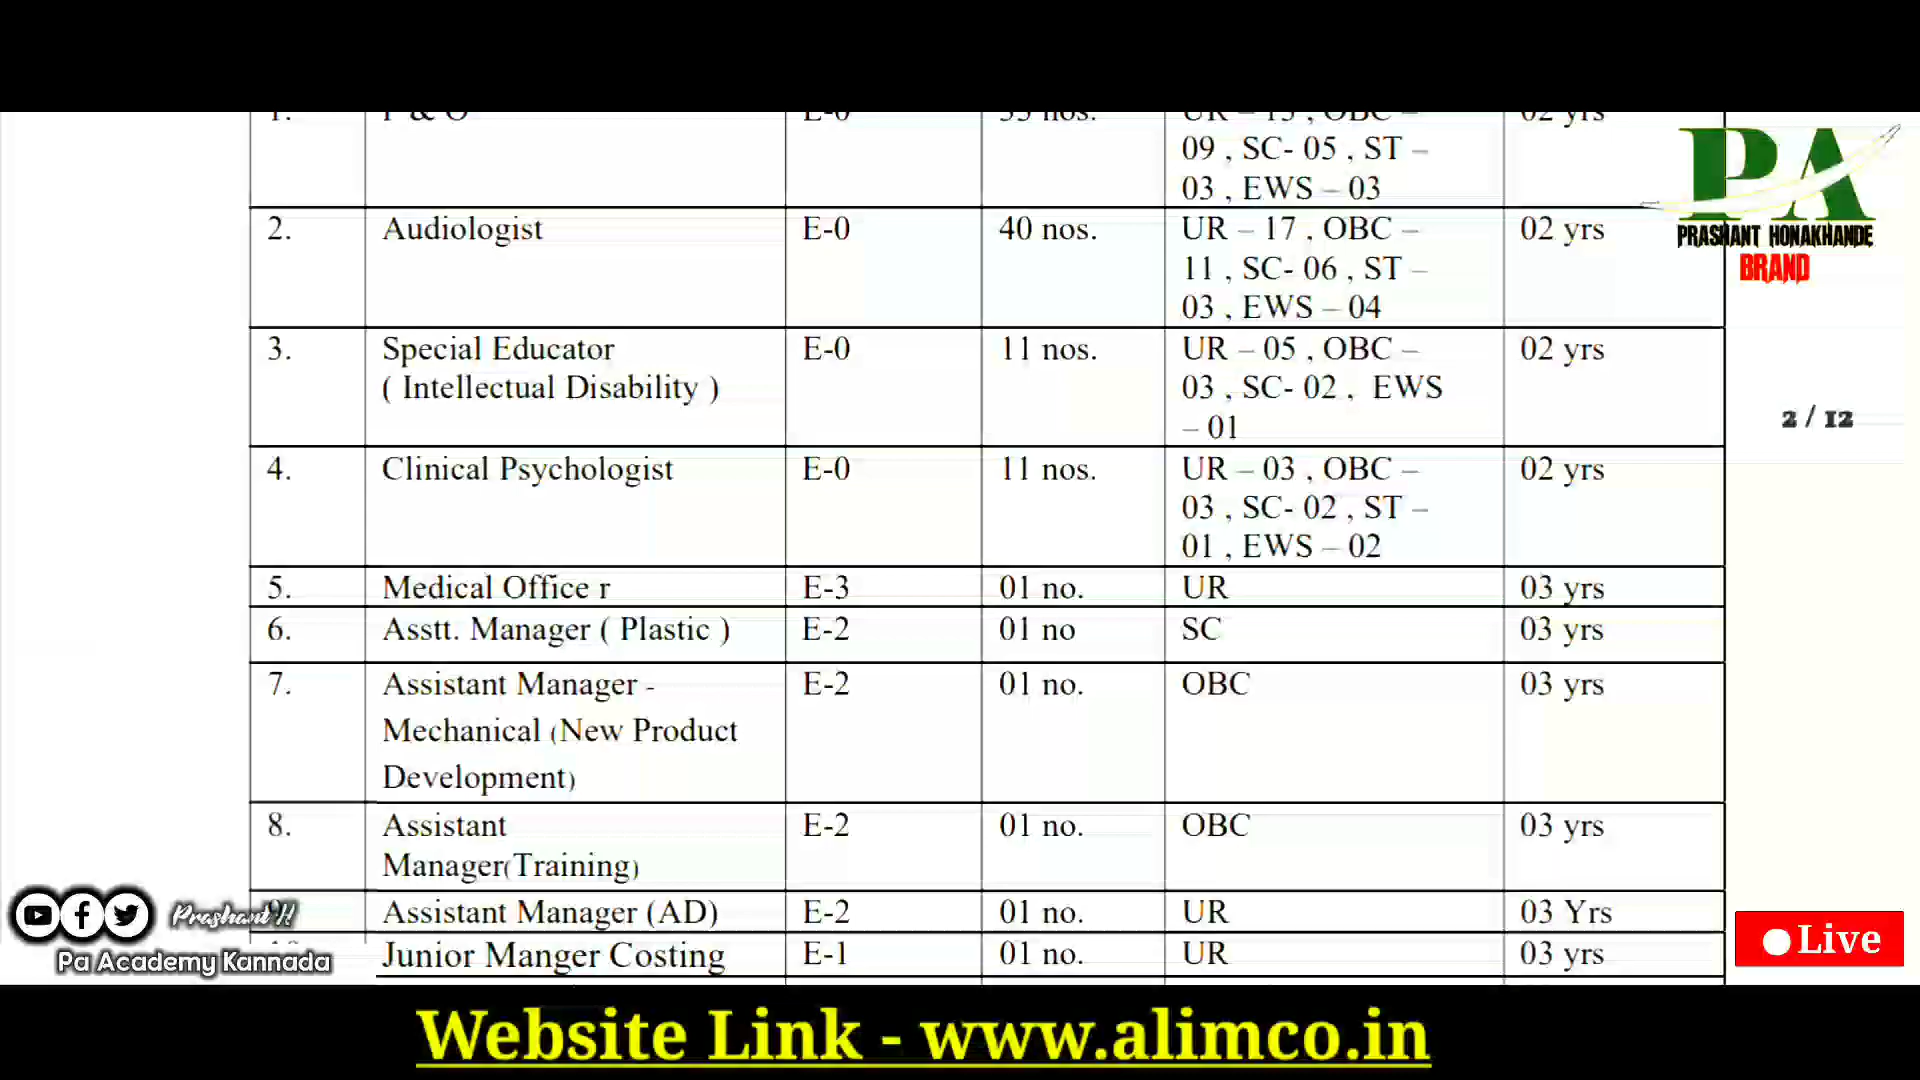 2 / 12
09 , SC- 05 , ST –
03 , EWS – 03
2. Audiologist E-0 40 nos. UR – 17 , OBC – 02 yrs
11 , SC- 06 , ST –
03 , EWS – 04
3. Special Educator E-0 11 nos. UR – 05 , OBC – 02 yrs
( Intellectual Disability ) 03 , SC- 02 , EWS
– 01
4. Clinical Psychologist E-0 11 nos. UR – 03 , OBC – 02 yrs
03 , SC- 02 , ST –
01 , EWS – 02
5. Medical Office r E-3 01 no. UR 03 yrs
6. Asstt. Manager ( Plastic ) E-2 01 no SC 03 yrs
7. Assistant Manager - E-2 01 no. OBC 03 yrs
Mechanical (New Product
Development)
8. Assistant E-2 01 no. OBC 03 yrs
Manager(Training)
Assistant Manager (AD) E-2 01 no. UR 03 Yrs
Junior Manger Costing E-1 01 no. UR 03 yrs
PA
PRASHANT HONAKHANDE
BRAND
Prashant H
Pa Academy Kannada
Live
Website Link - www.alimco.in